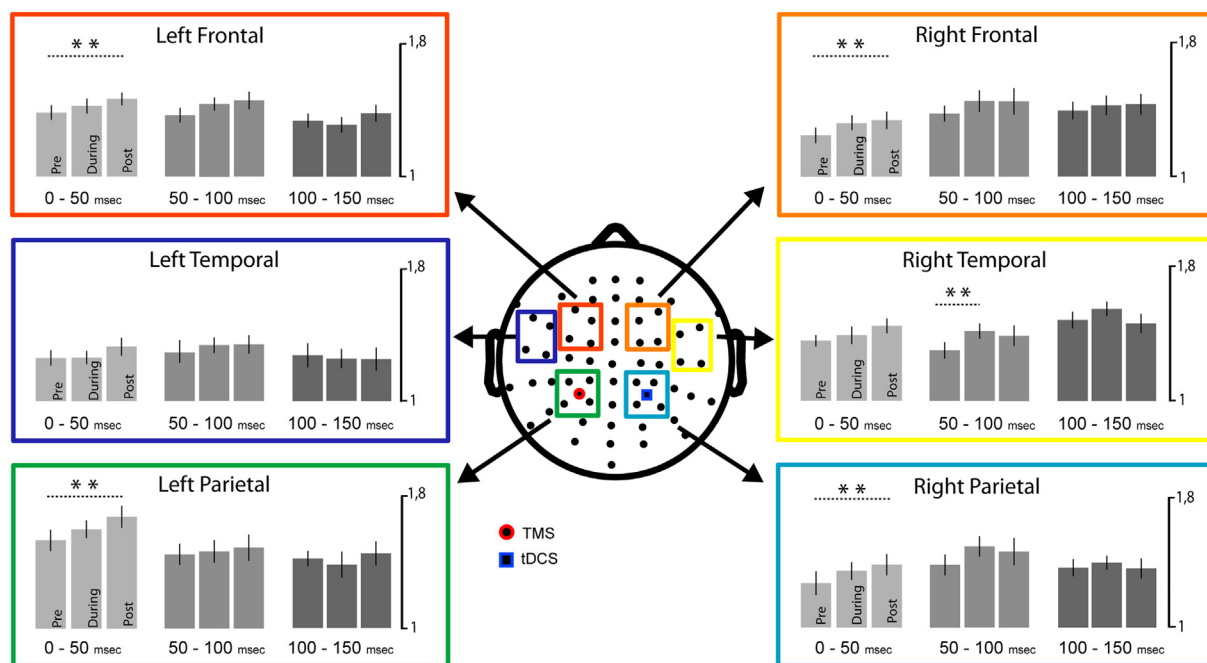 Left Frontal
* *
1,8
Pre
During
Post
1
0 - 50 msec
50 - 100 msec
100 - 150 msec
Right Frontal
* *
1,8
Pre
During
Post
1
0 - 50 msec
50 - 100 msec
100 - 150 msec
Left Temporal
1,8
Pre
During
Post
1
0 - 50 msec
50 - 100 msec
100 - 150 msec
Right Temporal
* *
1,8
Pre
During
Post
1
0 - 50 msec
50 - 100 msec
100 - 150 msec
Left Parietal
* *
1,8
Pre
During
Post
1
0 - 50 msec
50 - 100 msec
100 - 150 msec
TMS
tDCS
Right Parietal
* *
1,8
Pre
During
Post
1
0 - 50 msec
50 - 100 msec
100 - 150 msec